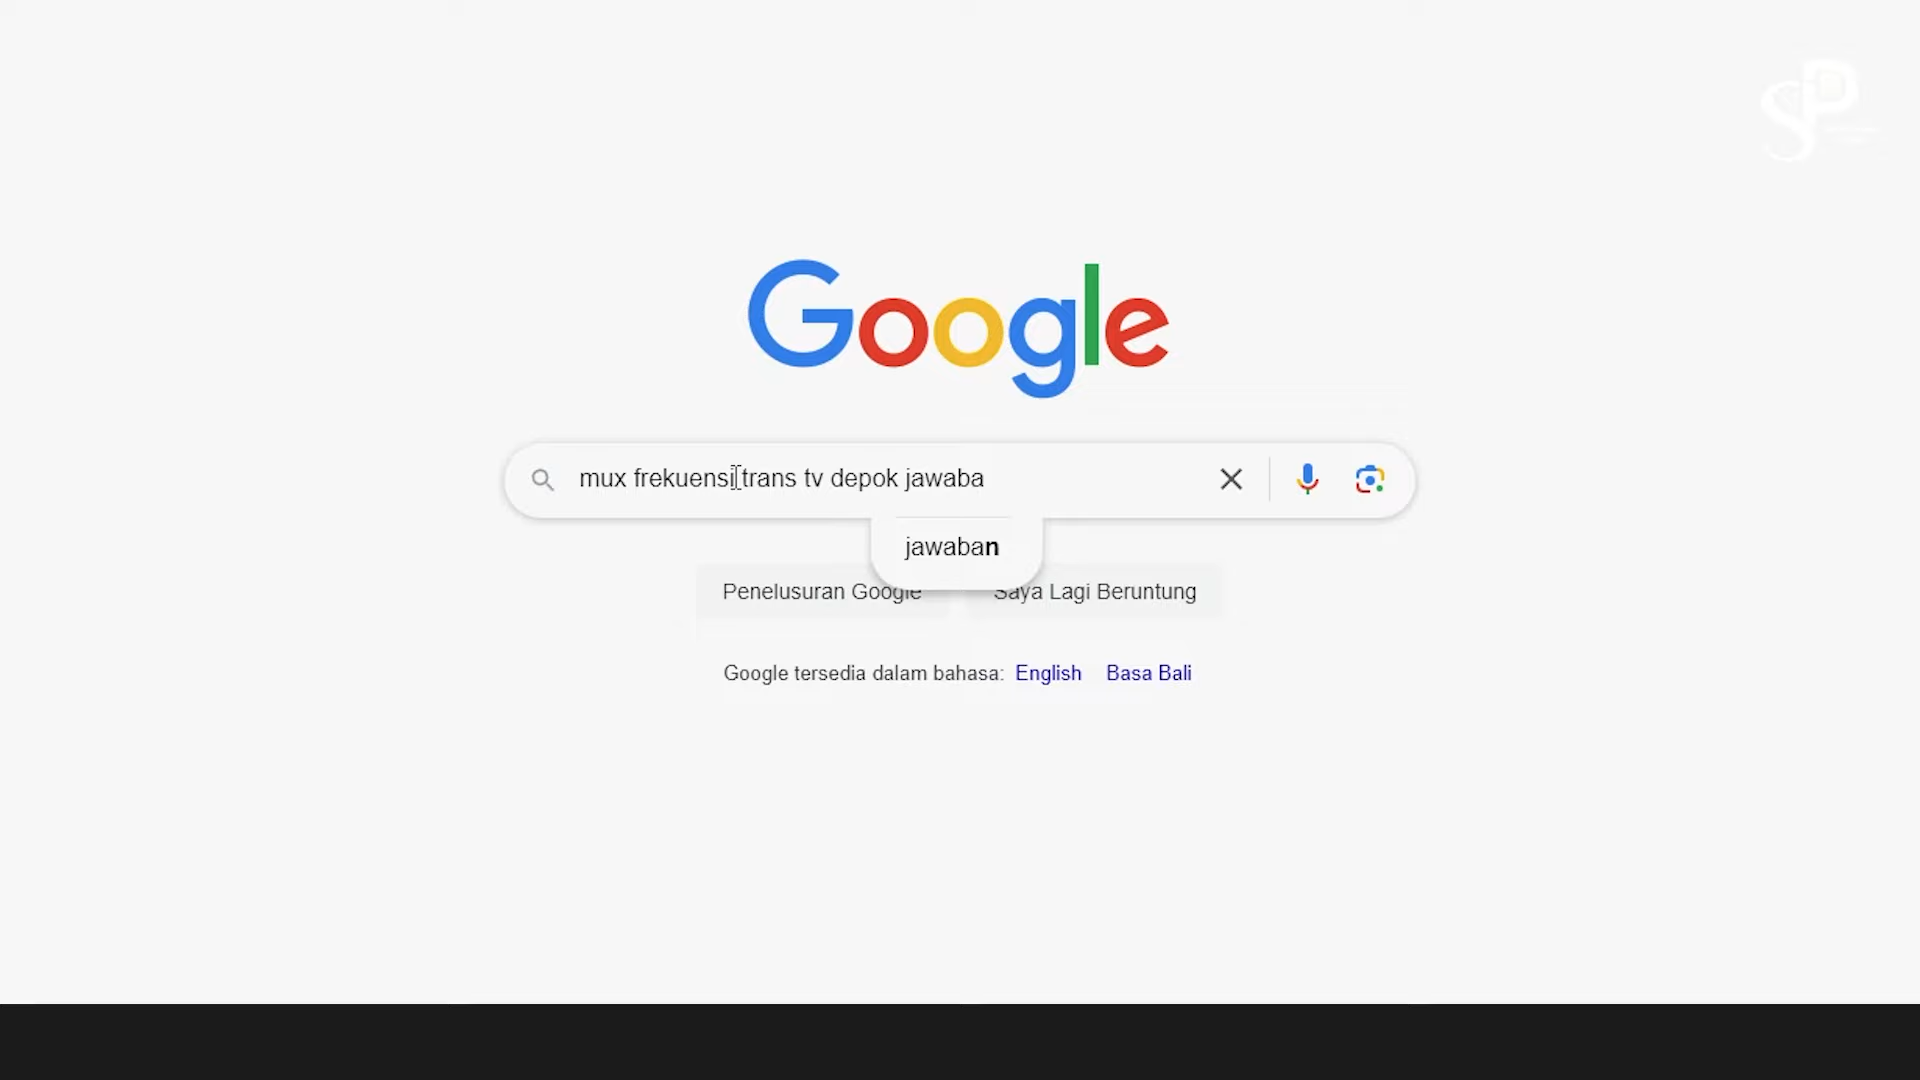 SP
Google
mux frekuensi trans tv depok jawaba
jawaban
Penelusuran Google
Saya Lagi Beruntung
Google tersedia dalam bahasa: English Basa Bali